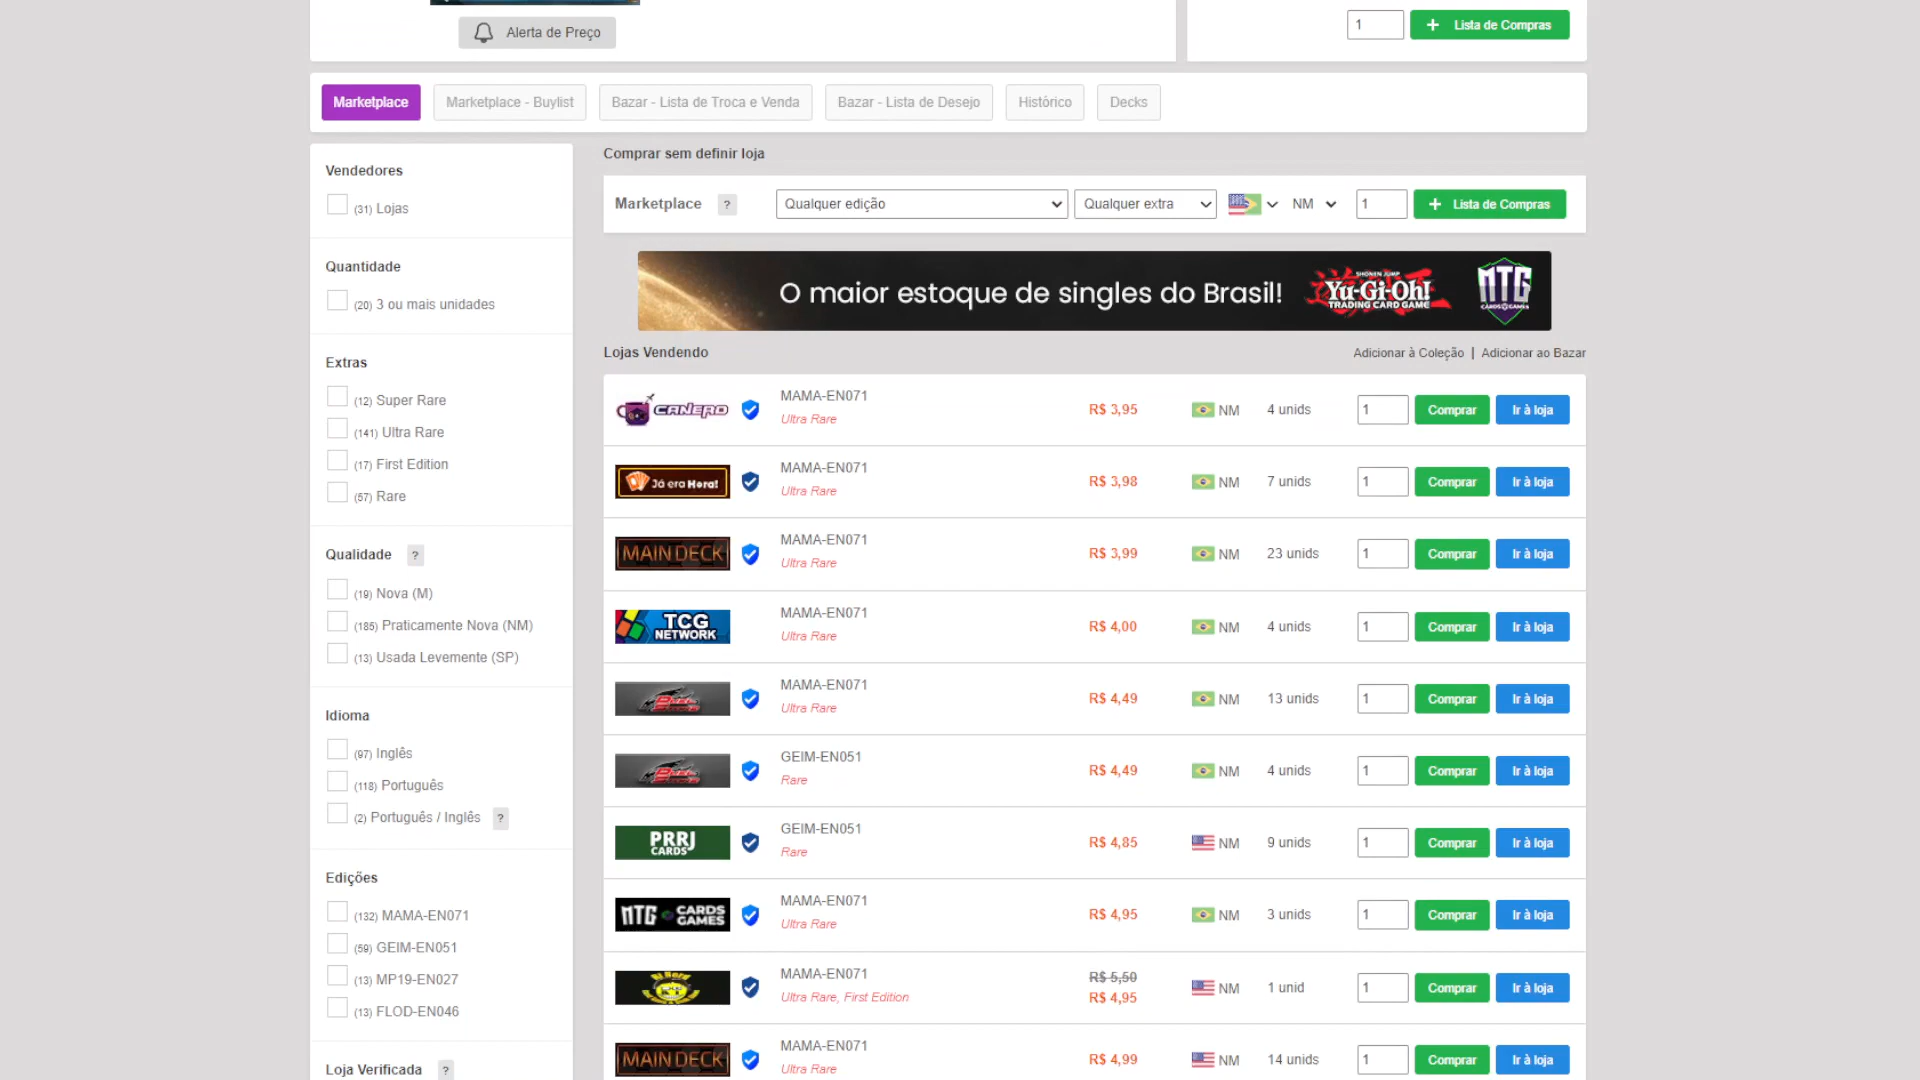 Alerta de Preço
1
+ Lista de Compras
Marketplace
Marketplace - Buylist
Bazar - Lista de Troca e Venda
Bazar - Lista de Desejo
Histórico
Decks
Vendedores
(31) Lojas
Quantidade
(20) 3 ou mais unidades
Extras
(12) Super Rare
(141) Ultra Rare
(17) First Edition
(57) Rare
Qualidade ?
(19) Nova (M)
(185) Praticamente Nova (NM)
(13) Usada Levemente (SP)
Idioma
(97) Inglês
(118) Português
(2) Português / Inglês ?
Edições
(132) MAMA-EN071
(59) GEIM-EN051
(13) MP19-EN027
(13) FLOD-EN046
Loja Verificada ?
Comprar sem definir loja
Marketplace ? Qualquer edição Qualquer extra NM 1 + Lista de Compras
O maior estoque de singles do Brasil!
SHONEN JUMP
Yu-Gi-Oh!
TRADING CARD GAME
MTG
CARDS GAMES
Lojas Vendendo
Adicionar à Coleção | Adicionar ao Bazar
CANECO MAMA-EN071 R$ 3,95 NM 4 unids 1 Comprar Ir à loja
Ultra Rare
Já era Hora! MAMA-EN071 R$ 3,98 NM 7 unids 1 Comprar Ir à loja
Ultra Rare
MAIN DECK MAMA-EN071 R$ 3,99 NM 23 unids 1 Comprar Ir à loja
Ultra Rare
TCG NETWORK MAMA-EN071 R$ 4,00 NM 4 unids 1 Comprar Ir à loja
Ultra Rare
MAMA-EN071 R$ 4,49 NM 13 unids 1 Comprar Ir à loja
Ultra Rare
GEIM-EN051 R$ 4,49 NM 4 unids 1 Comprar Ir à loja
Rare
PRRJ CARDS GEIM-EN051 R$ 4,85 NM 9 unids 1 Comprar Ir à loja
Rare
MTG CARDS GAMES MAMA-EN071 R$ 4,95 NM 3 unids 1 Comprar Ir à loja
Ultra Rare
MAMA-EN071 R$ 5,50 R$ 4,95 NM 1 unid 1 Comprar Ir à loja
Ultra Rare, First Edition
MAIN DECK MAMA-EN071 R$ 4,99 NM 14 unids 1 Comprar Ir à loja
Ultra Rare